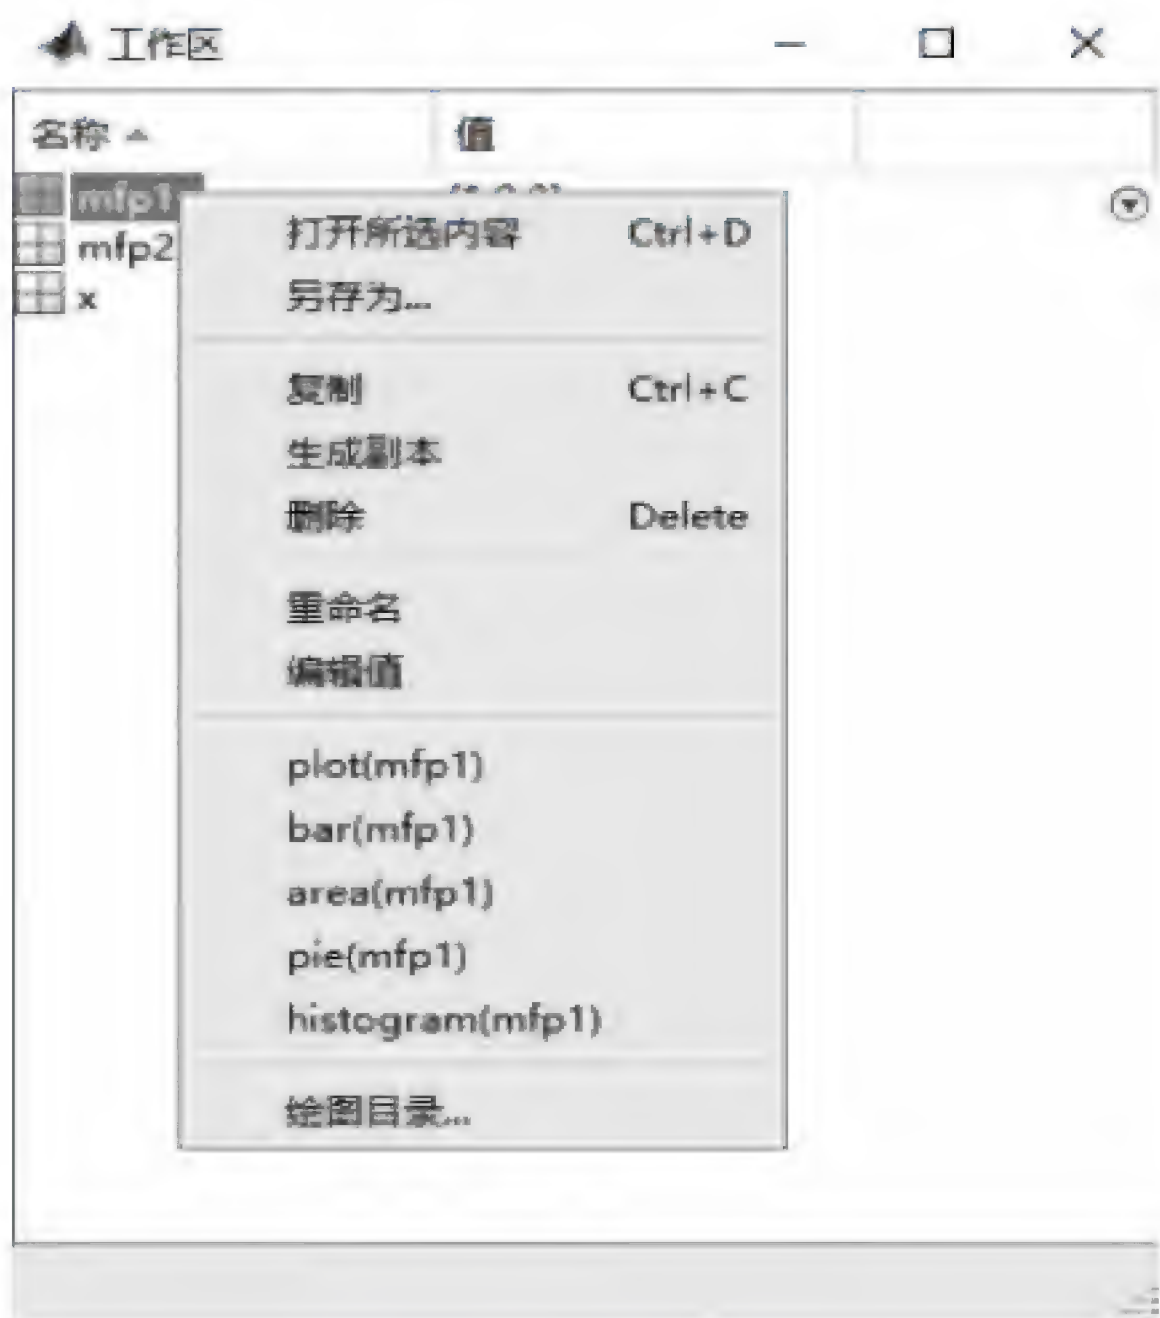 工作区
名称 值
mfp1
mfp2
x
打开所选内容 Ctrl+D
另存为...
复制 Ctrl+C
生成副本
删除 Delete
重命名
编辑值
plot(mfp1)
bar(mfp1)
area(mfp1)
pie(mfp1)
histogram(mfp1)
绘图目录...